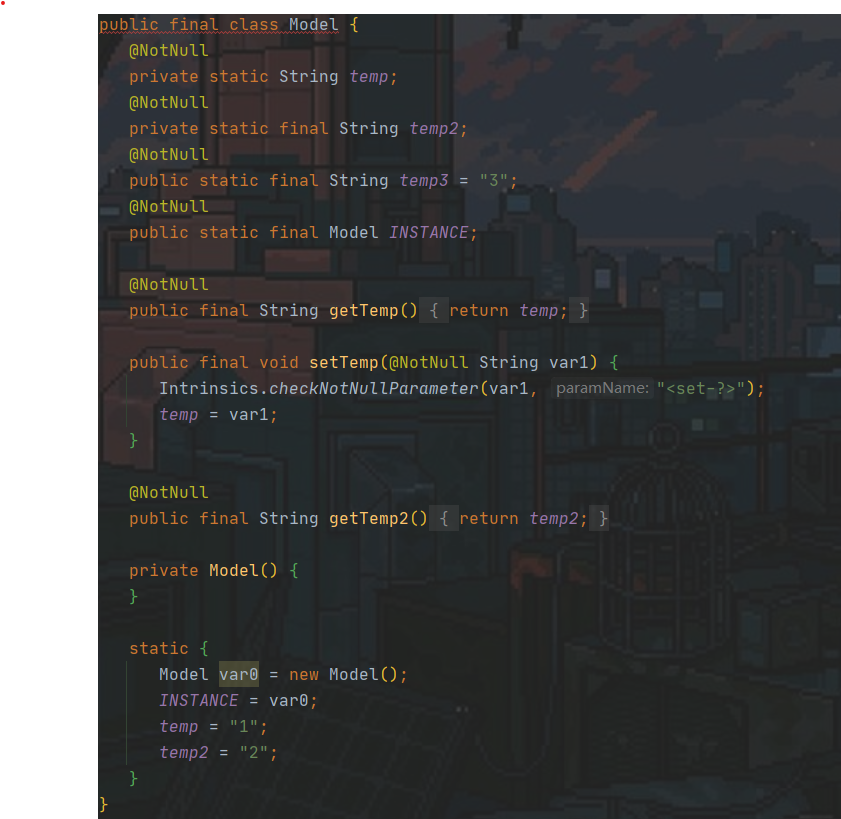 public final class Model {
@NotNull
private static String temp;
@NotNull
private static final String temp2;
@NotNull
public static final String temp3 = "3";
@NotNull
public static final Model INSTANCE;
@NotNull
public final String getTemp() { return temp; }
public final void setTemp(@NotNull String var1) {
Intrinsics.checkNotNullParameter(var1, paramName: "<set-?>");
temp = var1;
}
@NotNull
public final String getTemp2() { return temp2; }
private Model() {
}
static {
Model var0 = new Model();
INSTANCE = var0;
temp = "1";
temp2 = "2";
}
}